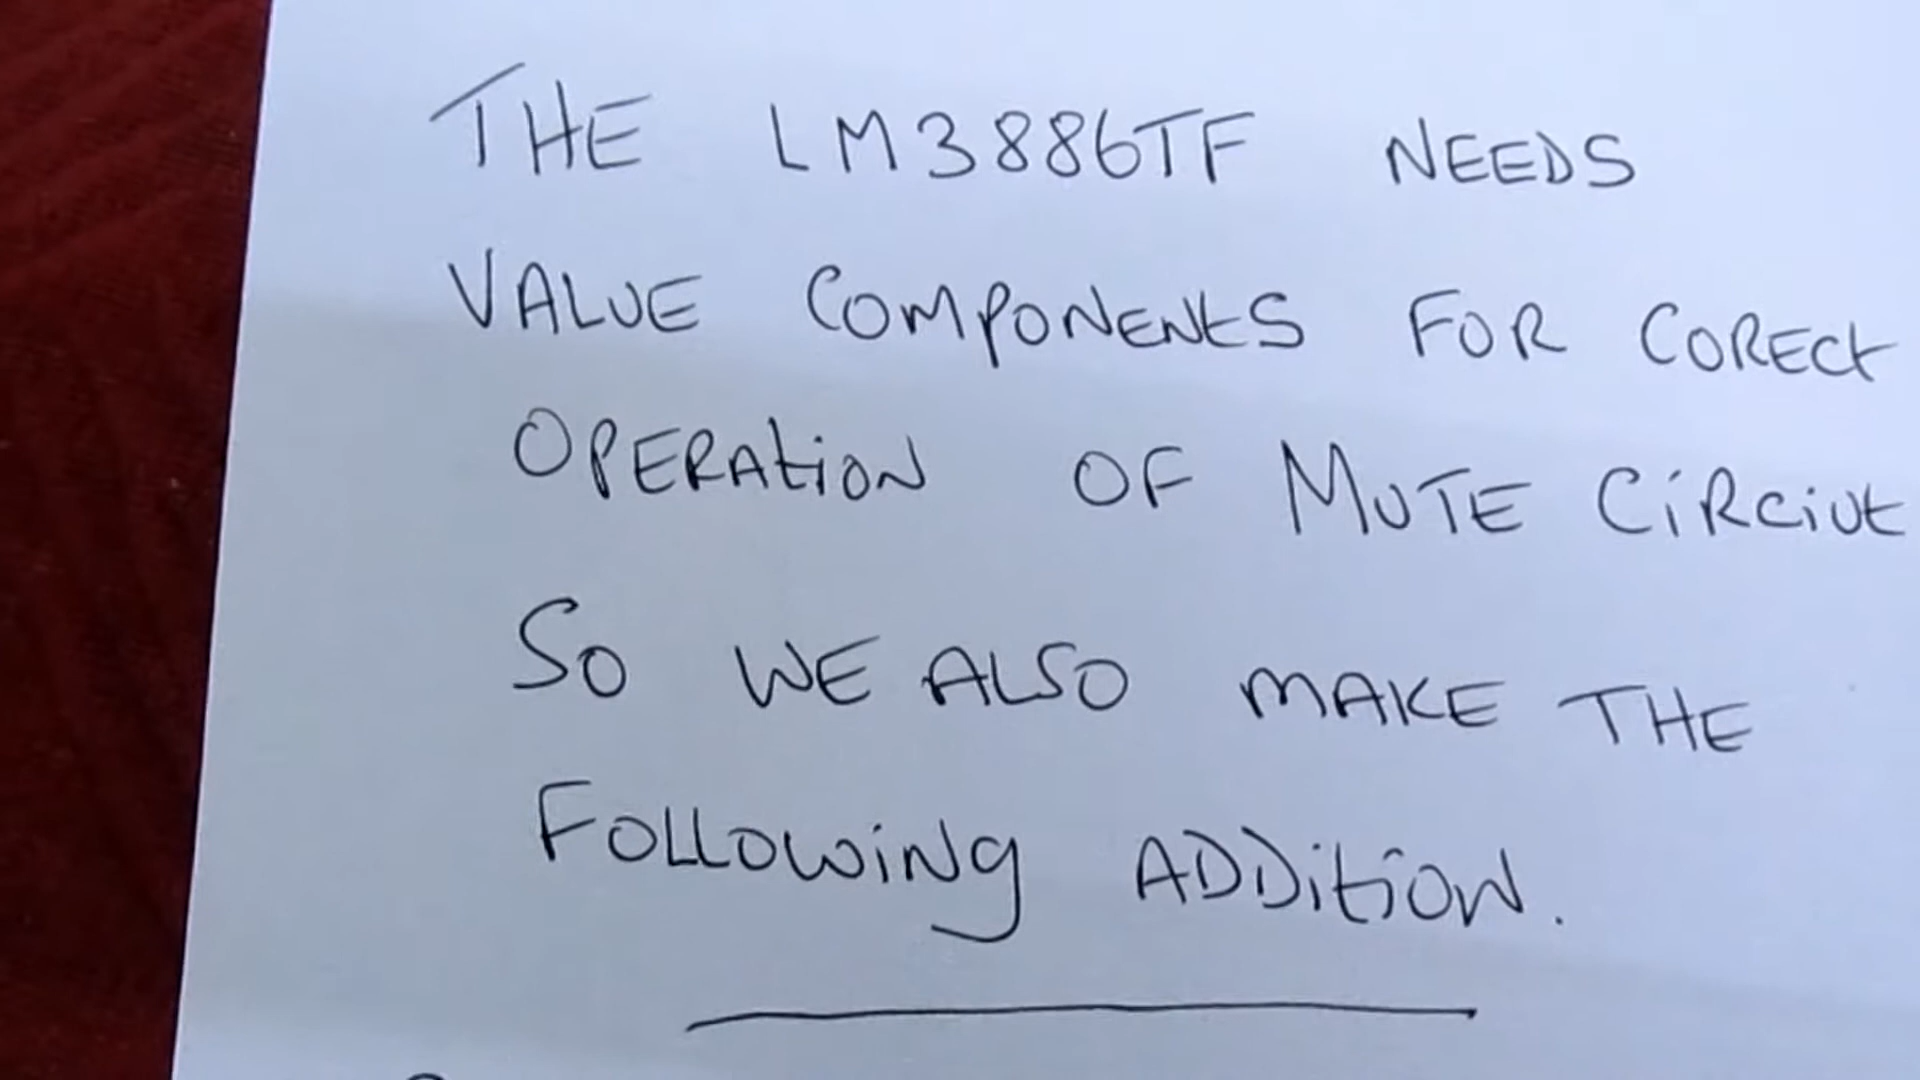 THE LM3886TF NEEDS
VALUE COMPONENTS FOR CORECT
OPERATION OF MUTE CIRCIUT
SO WE ALSO MAKE THE
FOLLOWING ADDITION.